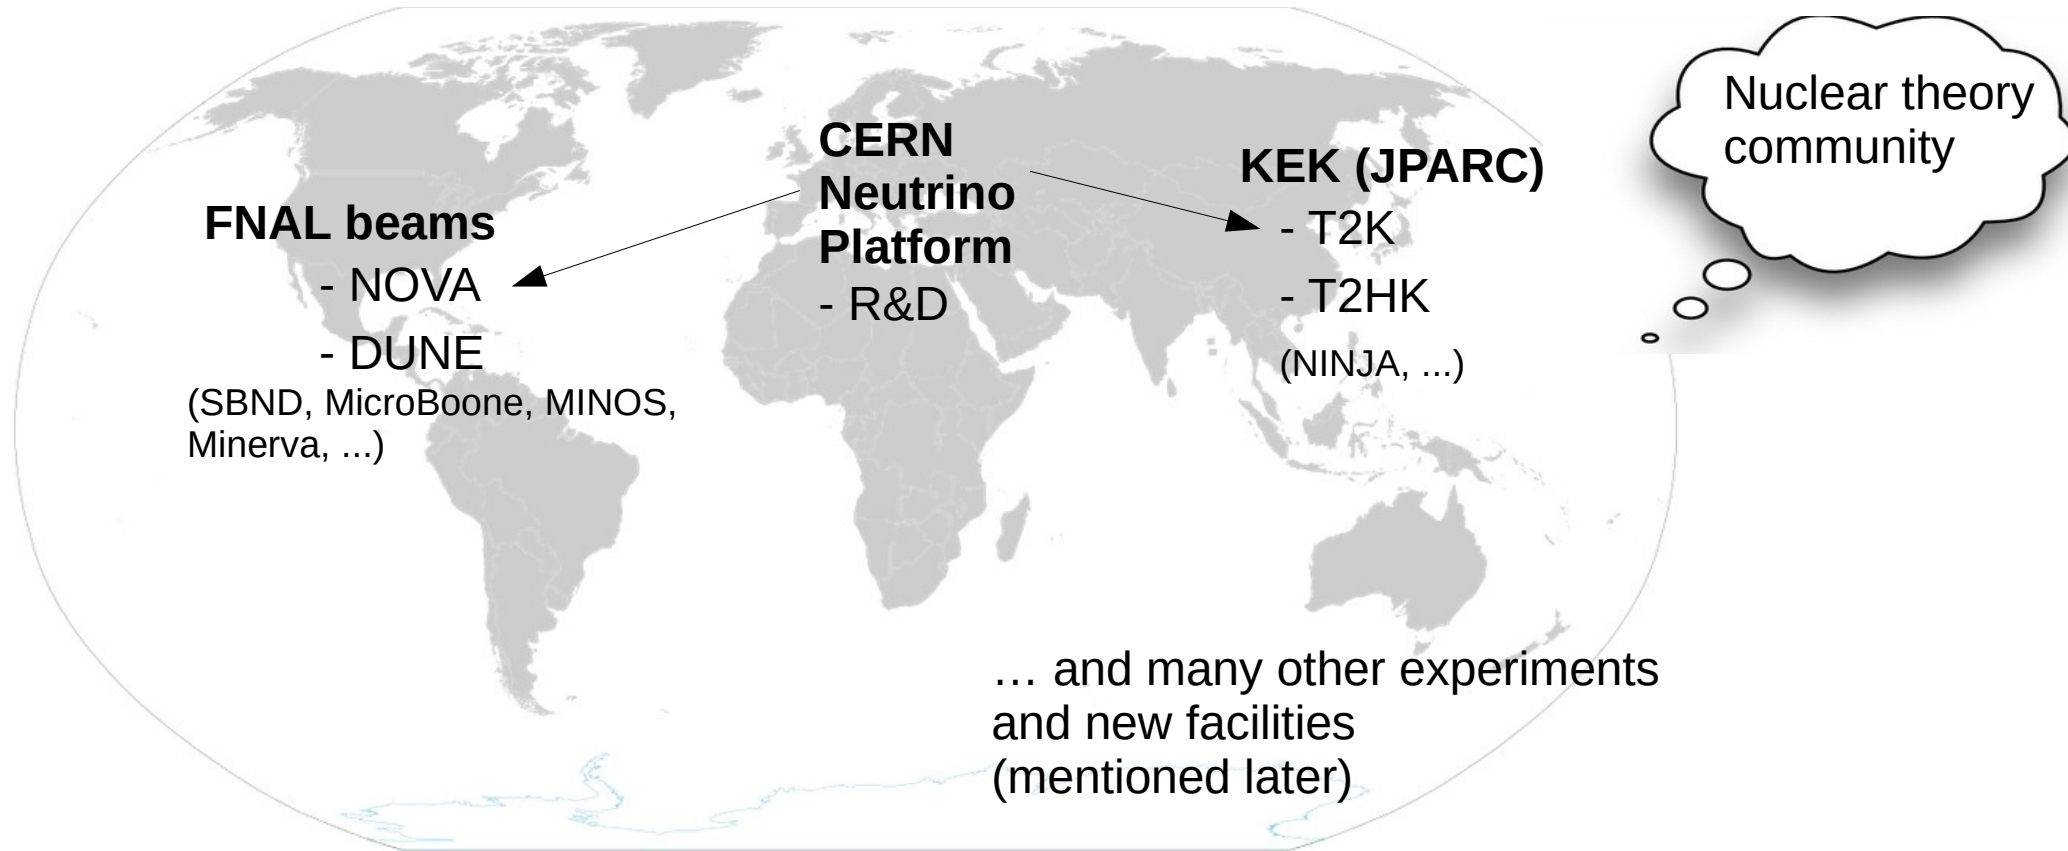 FNAL beams
- NOVA
- DUNE
(SBND, MicroBoone, MINOS,
Minerva, ...)
CERN
Neutrino
Platform
- R&D
KEK (JPARC)
- T2K
- T2HK
(NINJA, ...)
Nuclear theory
community
… and many other experiments
and new facilities
(mentioned later)